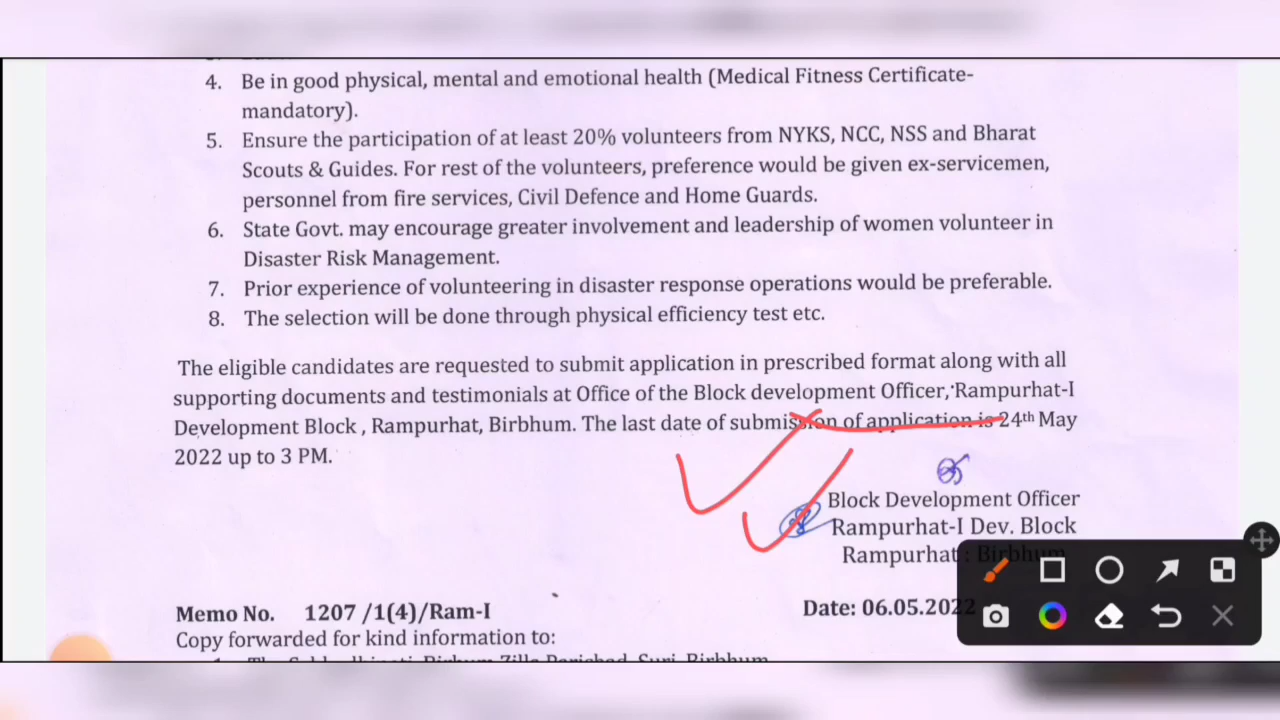 4. Be in good physical, mental and emotional health (Medical Fitness Certificate-
mandatory).
5. Ensure the participation of at least 20% volunteers from NYKS, NCC, NSS and Bharat
Scouts & Guides. For rest of the volunteers, preference would be given ex-servicemen,
personnel from fire services, Civil Defence and Home Guards.
6. State Govt. may encourage greater involvement and leadership of women volunteer in
Disaster Risk Management.
7. Prior experience of volunteering in disaster response operations would be preferable.
8. The selection will be done through physical efficiency test etc.
The eligible candidates are requested to submit application in prescribed format along with all
supporting documents and testimonials at Office of the Block development Officer, Rampurhat-I
Development Block , Rampurhat, Birbhum. The last date of submission of application is 24th May
2022 up to 3 PM.
Block Development Officer
Rampurhat-I Dev. Block
Rampurhat : Birbhum
Memo No. 1207 /1(4)/Ram-I
Date: 06.05.2022
Copy forwarded for kind information to: